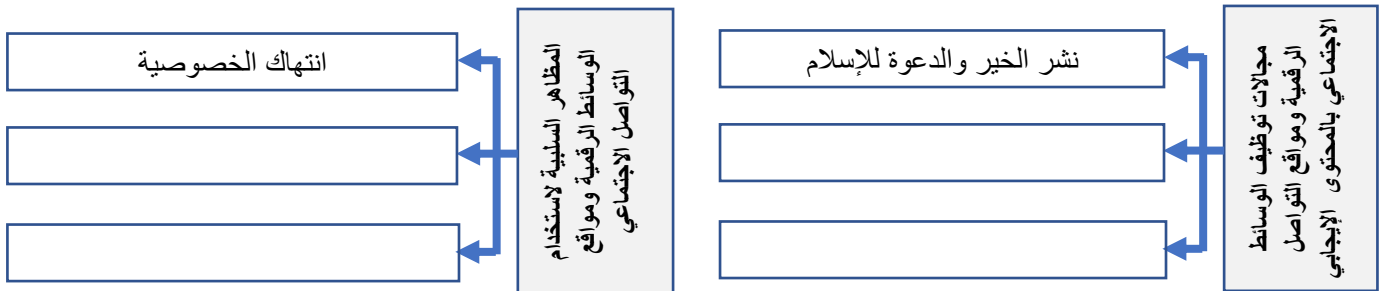 مجالات توظيف الوسائط
الرقمية ومواقع التواصل
الاجتماعي بالمحتوى الإيجابي
نشر الخير والدعوة للإسلام
المظاهر السلبية لاستخدام
الوسائط الرقمية ومواقع
التواصل الاجتماعي
انتهاك الخصوصية